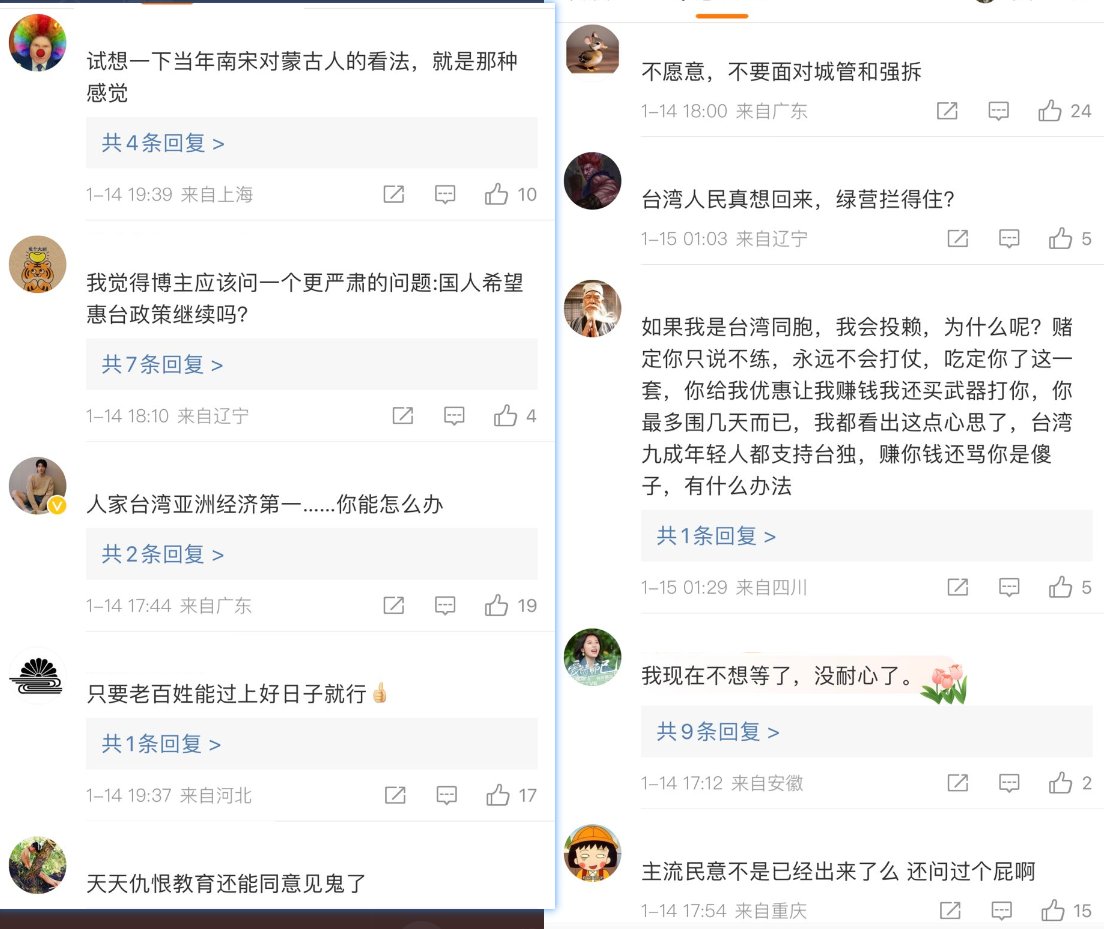 试想一下当年南宋对蒙古人的看法，就是那种
感觉
共4条回复 >
1-14 19:39 来自上海
10
我觉得博主应该问一个更严肃的问题:国人希望
惠台政策继续吗?
共7条回复 >
1-14 18:10 来自辽宁
4
人家台湾亚洲经济第一......你能怎么办
共2条回复 >
1-14 17:44 来自广东
19
只要老百姓能过上好日子就行👍
共1条回复 >
1-14 19:37 来自河北
17
天天仇恨教育还能同意见鬼了
不愿意，不要面对城管和强拆
1-14 18:00 来自广东
24
台湾人民真想回来，绿营拦得住?
1-15 01:03 来自辽宁
5
如果我是台湾同胞，我会投赖，为什么呢？赌
定你只说不练，永远不会打仗，吃定你了这一
套，你给我优惠让我赚钱我还买武器打你，你
最多围几天而已，我都看出这点心思了，台湾
九成年轻人都支持台独，赚你钱还骂你是傻
子，有什么办法
共1条回复 >
1-15 01:29 来自四川
5
我现在不想等了，没耐心了。
共9条回复 >
1-14 17:12 来自安徽
2
主流民意不是已经出来了么 还问过个屁啊
1-14 17:54 来自重庆
15